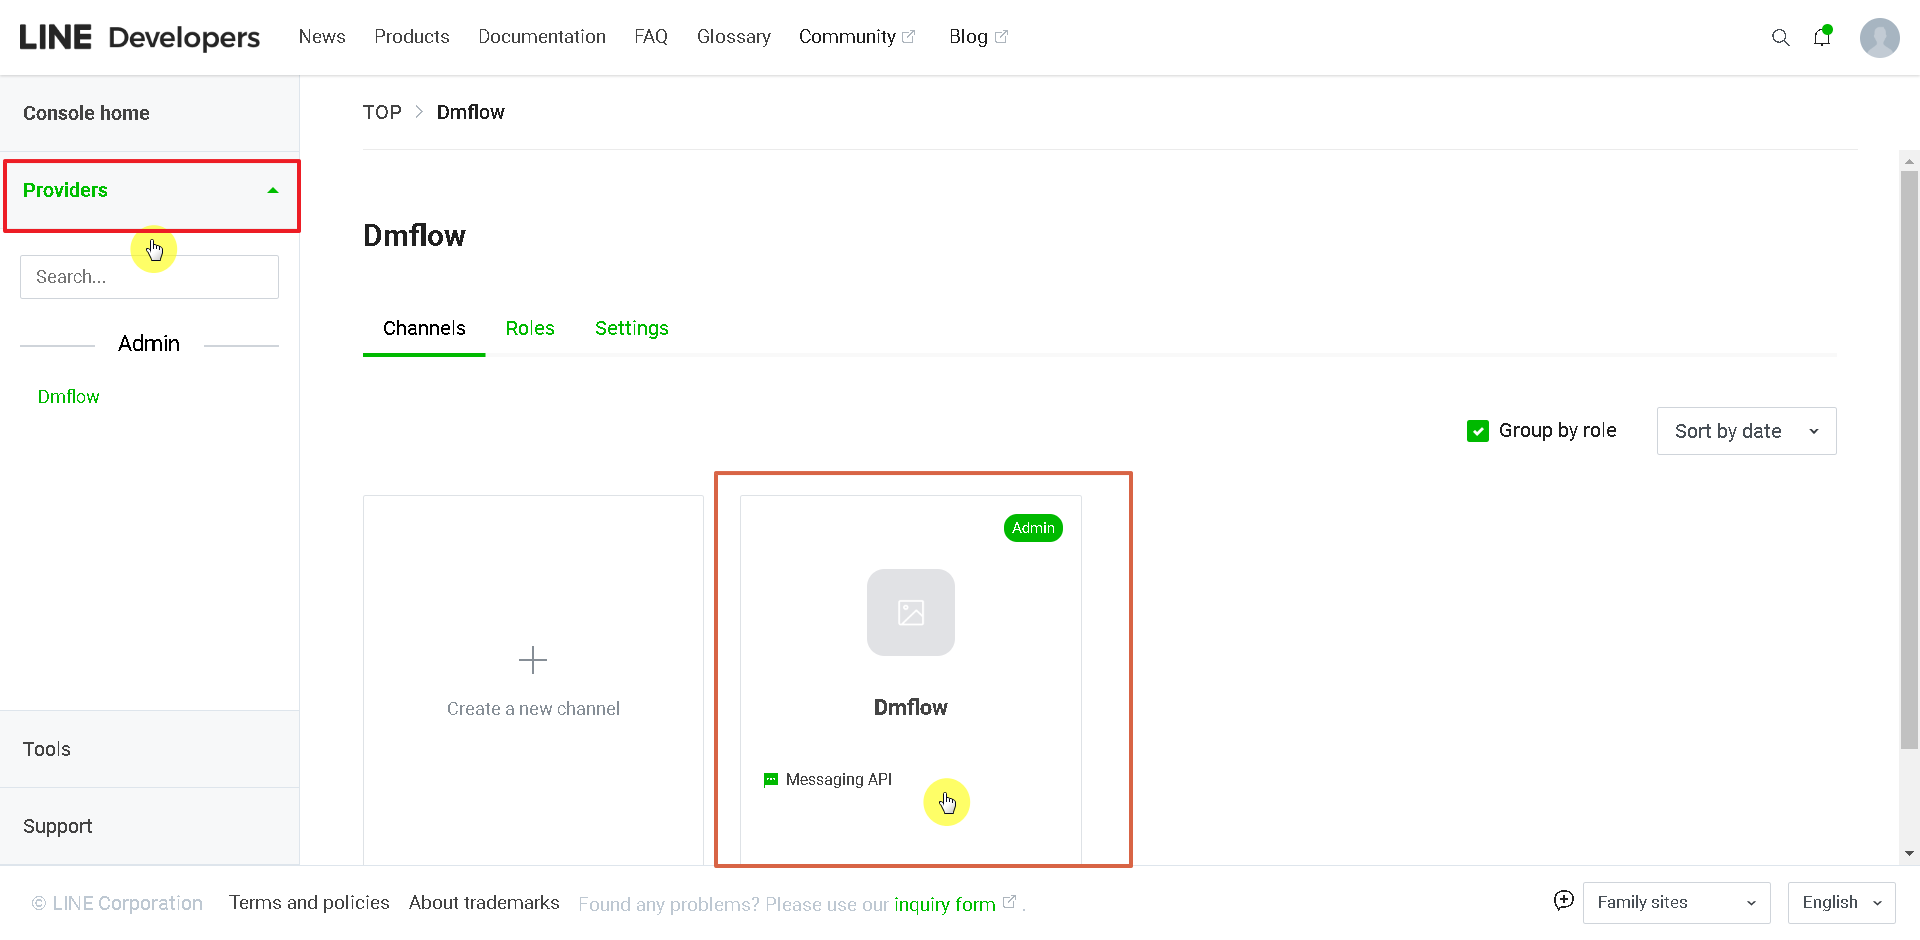 LINE Developers News Products Documentation FAQ Glossary Community Blog
Console home
TOP > Dmflow
Providers
Search...
Admin
Dmflow
Tools
Support
Dmflow
Channels Roles Settings
Group by role Sort by date
Create a new channel
Admin
Dmflow
Messaging API
© LINE Corporation Terms and policies About trademarks Found any problems? Please use our inquiry form . Family sites English